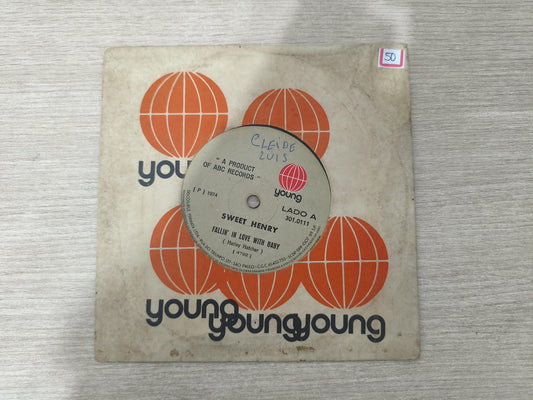 50
young
CLEIDE
LUIS
" A PRODUCT
OF ABC RECORDS "
( P ) 1974
young
LADO A
301.0111
SWEET HENRY
FALLIN' IN LOVE WITH BABY
( Harley Hatcher )
young young young